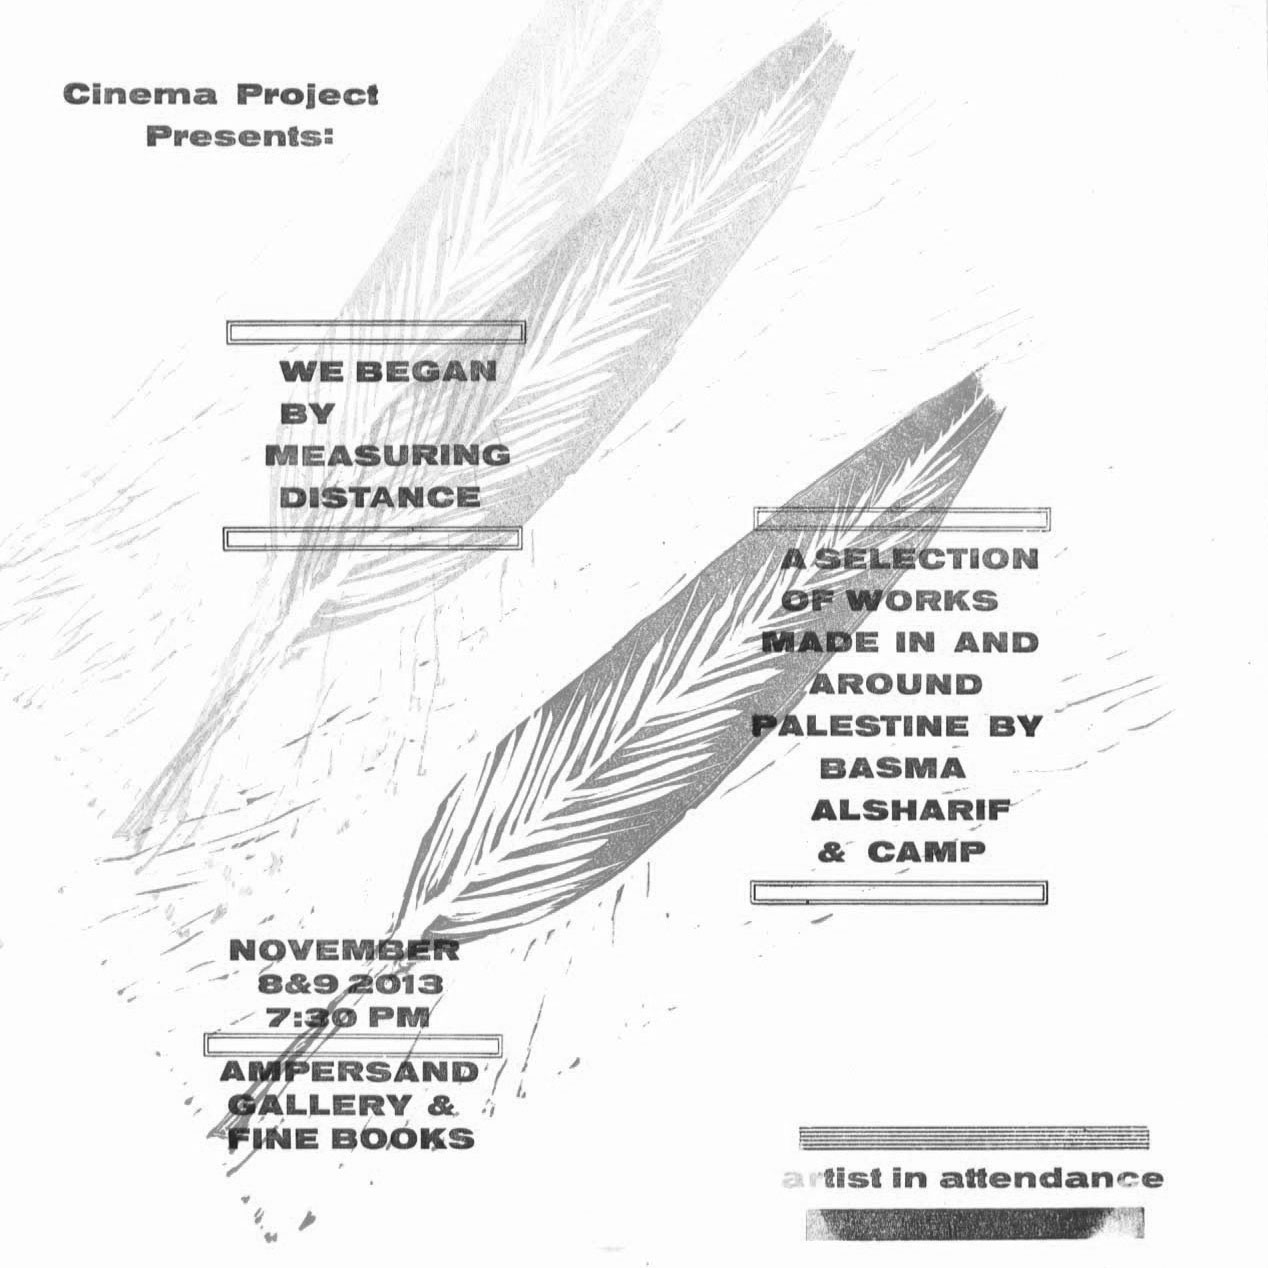 Cinema Project
Presents:
WE BEGAN
BY
MEASURING
DISTANCE
A SELECTION
OF WORKS
MADE IN AND
AROUND
PALESTINE BY
BASMA
ALSHARIF
& CAMP
NOVEMBER
8&9 2013
7:30 PM
AMPERSAND
GALLERY &
FINE BOOKS
artist in attendance